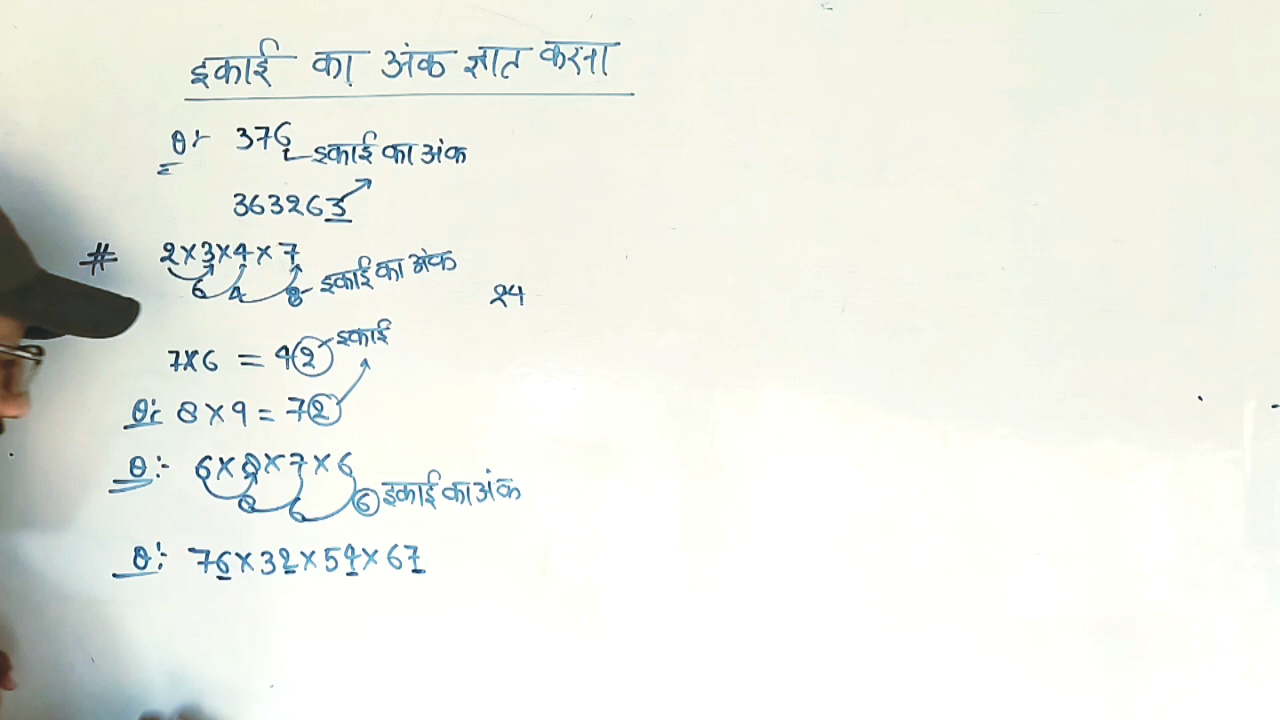 इकाई का अंक ज्ञात करना
Q:- 376 इकाई का अंक
363263
# 2×3×4×7
6 4 8 इकाई का अंक
24
7×6 = 42 इकाई
Q:- 8×9 = 72
Q:- 6×8×7×6
8 6 6 इकाई का अंक
Q:- 76×32×54×67